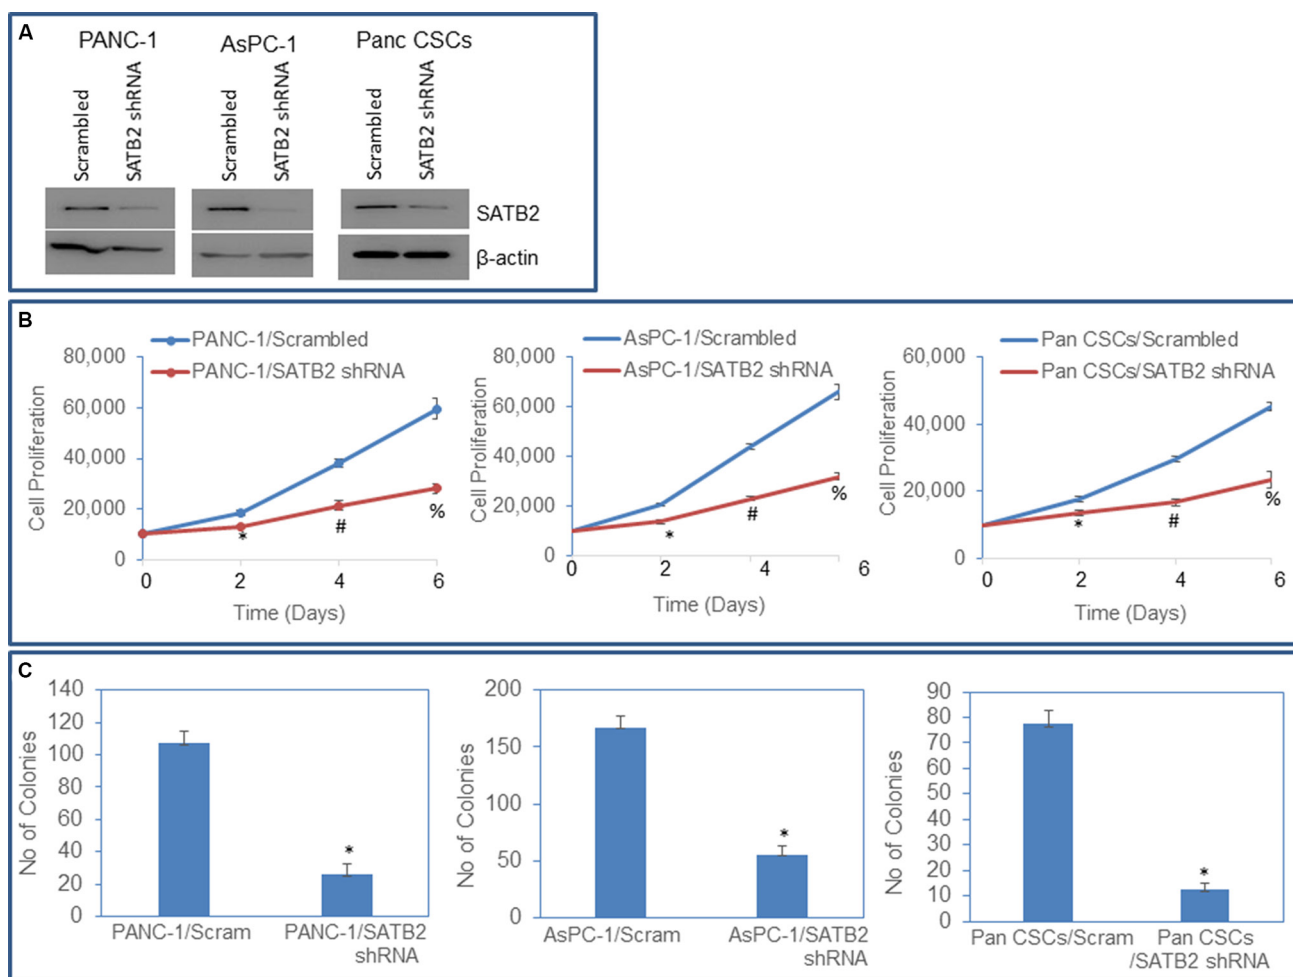 A
PANC-1
AsPC-1
Panc CSCs
Scrambled
SATB2 shRNA
Scrambled
SATB2 shRNA
Scrambled
SATB2 shRNA
SATB2
β-actin
B
PANC-1/Scrambled
PANC-1/SATB2 shRNA
80,000
60,000
40,000
20,000
0
Cell Proliferation
*
#
%
0 2 4 6
Time (Days)
AsPC-1/Scrambled
AsPC-1/SATB2 shRNA
80,000
60,000
40,000
20,000
0
Cell Proliferation
*
#
%
0 2 4 6
Time (Days)
Pan CSCs/Scrambled
Pan CSCs/SATB2 shRNA
60,000
40,000
20,000
0
Cell Proliferation
*
#
%
0 2 4 6
Time (Days)
C
140
120
100
80
60
40
20
0
No of Colonies
*
PANC-1/Scram
PANC-1/SATB2
shRNA
200
150
100
50
0
No of Colonies
*
AsPC-1/Scram
AsPC-1/SATB2
shRNA
90
80
70
60
50
40
30
20
10
0
No of Colonies
*
Pan CSCs/Scram
Pan CSCs
/SATB2 shRNA